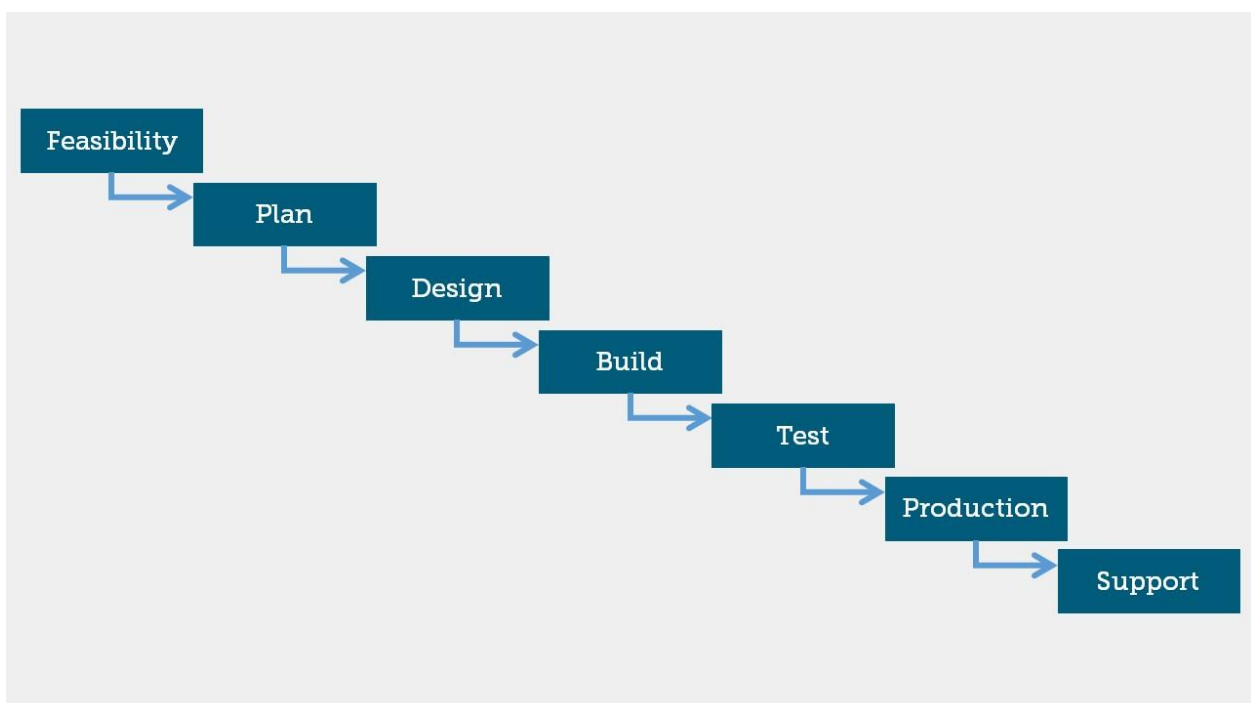 Feasibility
Plan
Design
Build
Test
Production
Support